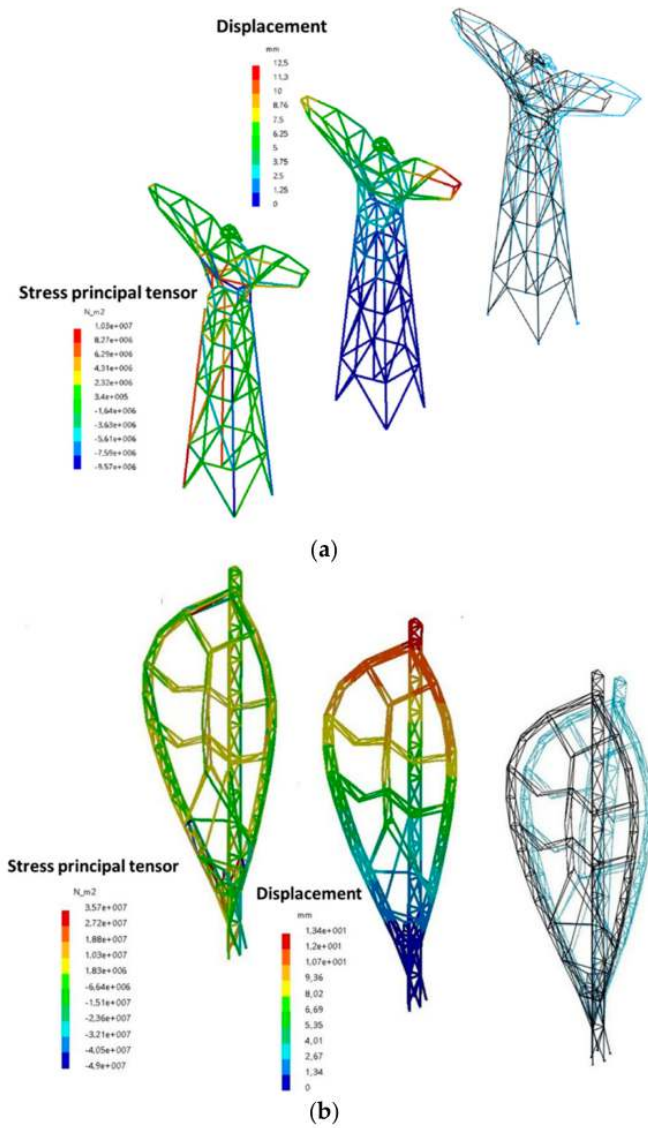 Displacement
mm
12,5
11,3
10
8,76
7,5
6,25
5
3,75
2,5
1,25
0
Stress principal tensor
N_m2
1,03e+007
8,27e+006
6,29e+006
4,31e+006
2,32e+006
3,4e+005
-1,64e+006
-3,63e+006
-5,61e+006
-7,59e+006
-9,57e+006
(a)
Stress principal tensor
N_m2
3,57e+007
2,72e+007
1,88e+007
1,03e+007
1,83e+006
-6,64e+006
-1,51e+007
-2,36e+007
-3,21e+007
-4,05e+007
-4,9e+007
Displacement
mm
1,34e+001
1,2e+001
1,07e+001
9,36
8,02
6,69
5,35
4,01
2,67
1,34
0
(b)